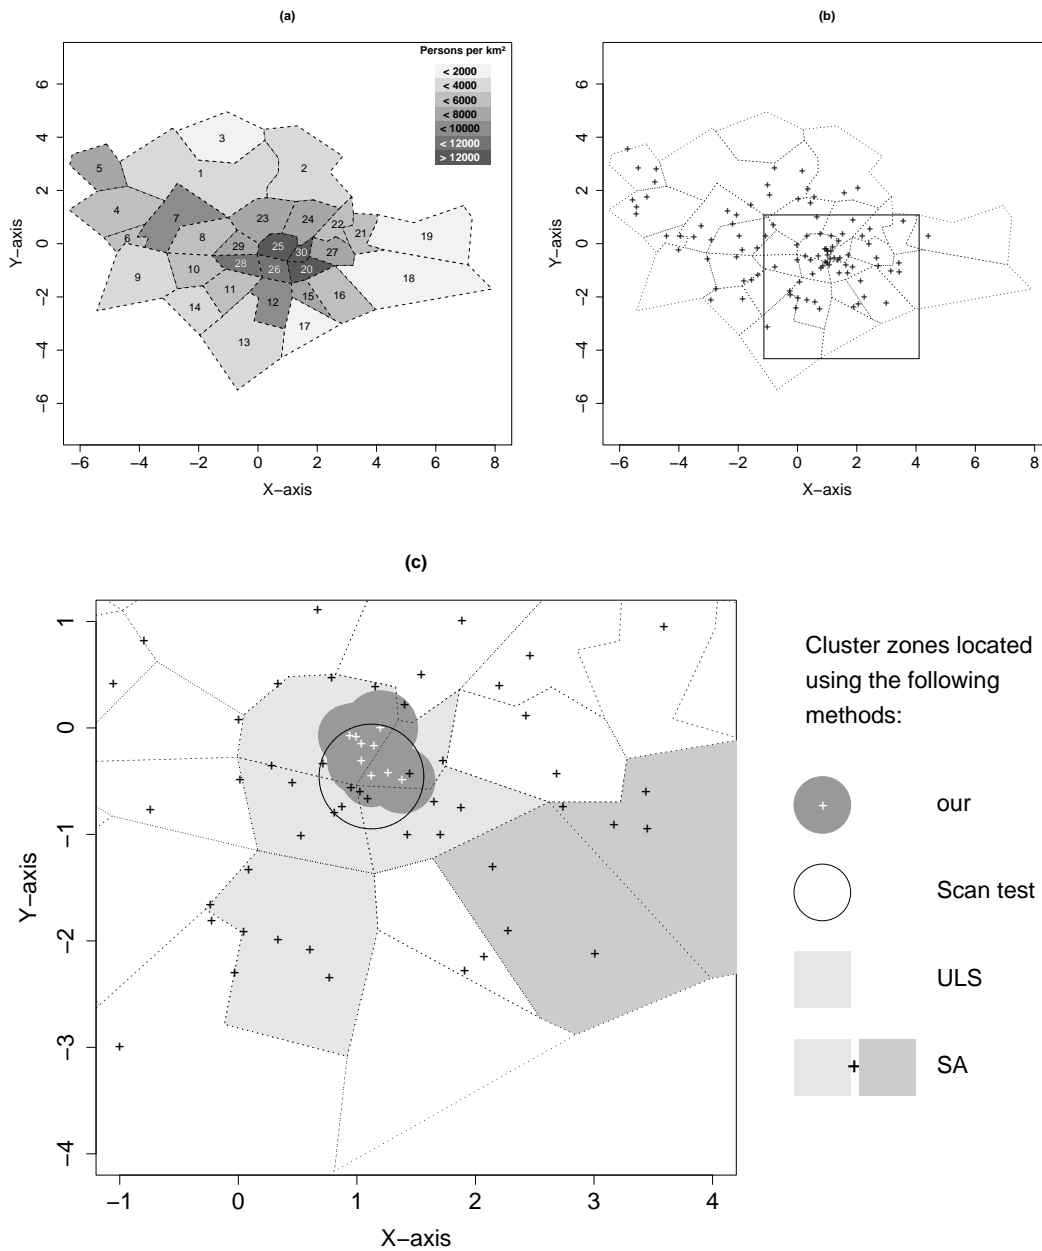 (a)
Persons per km²
< 2000
< 4000
< 6000
< 8000
< 10000
< 12000
> 12000
6
4
2
0
−2
−4
−6
Y−axis
3
1
2
5
4
7
23
24
22
21
19
6
8
29
25
30
27
9
10
28
26
20
18
11
12
15
16
14
17
13
−6 −4 −2 0 2 4 6 8
X−axis
(b)
6
4
2
0
−2
−4
−6
Y−axis
−6 −4 −2 0 2 4 6 8
X−axis
(c)
1
0
−1
−2
−3
−4
Y−axis
−1 0 1 2 3 4
X−axis
Cluster zones located
using the following
methods:
our
Scan test
ULS
SA